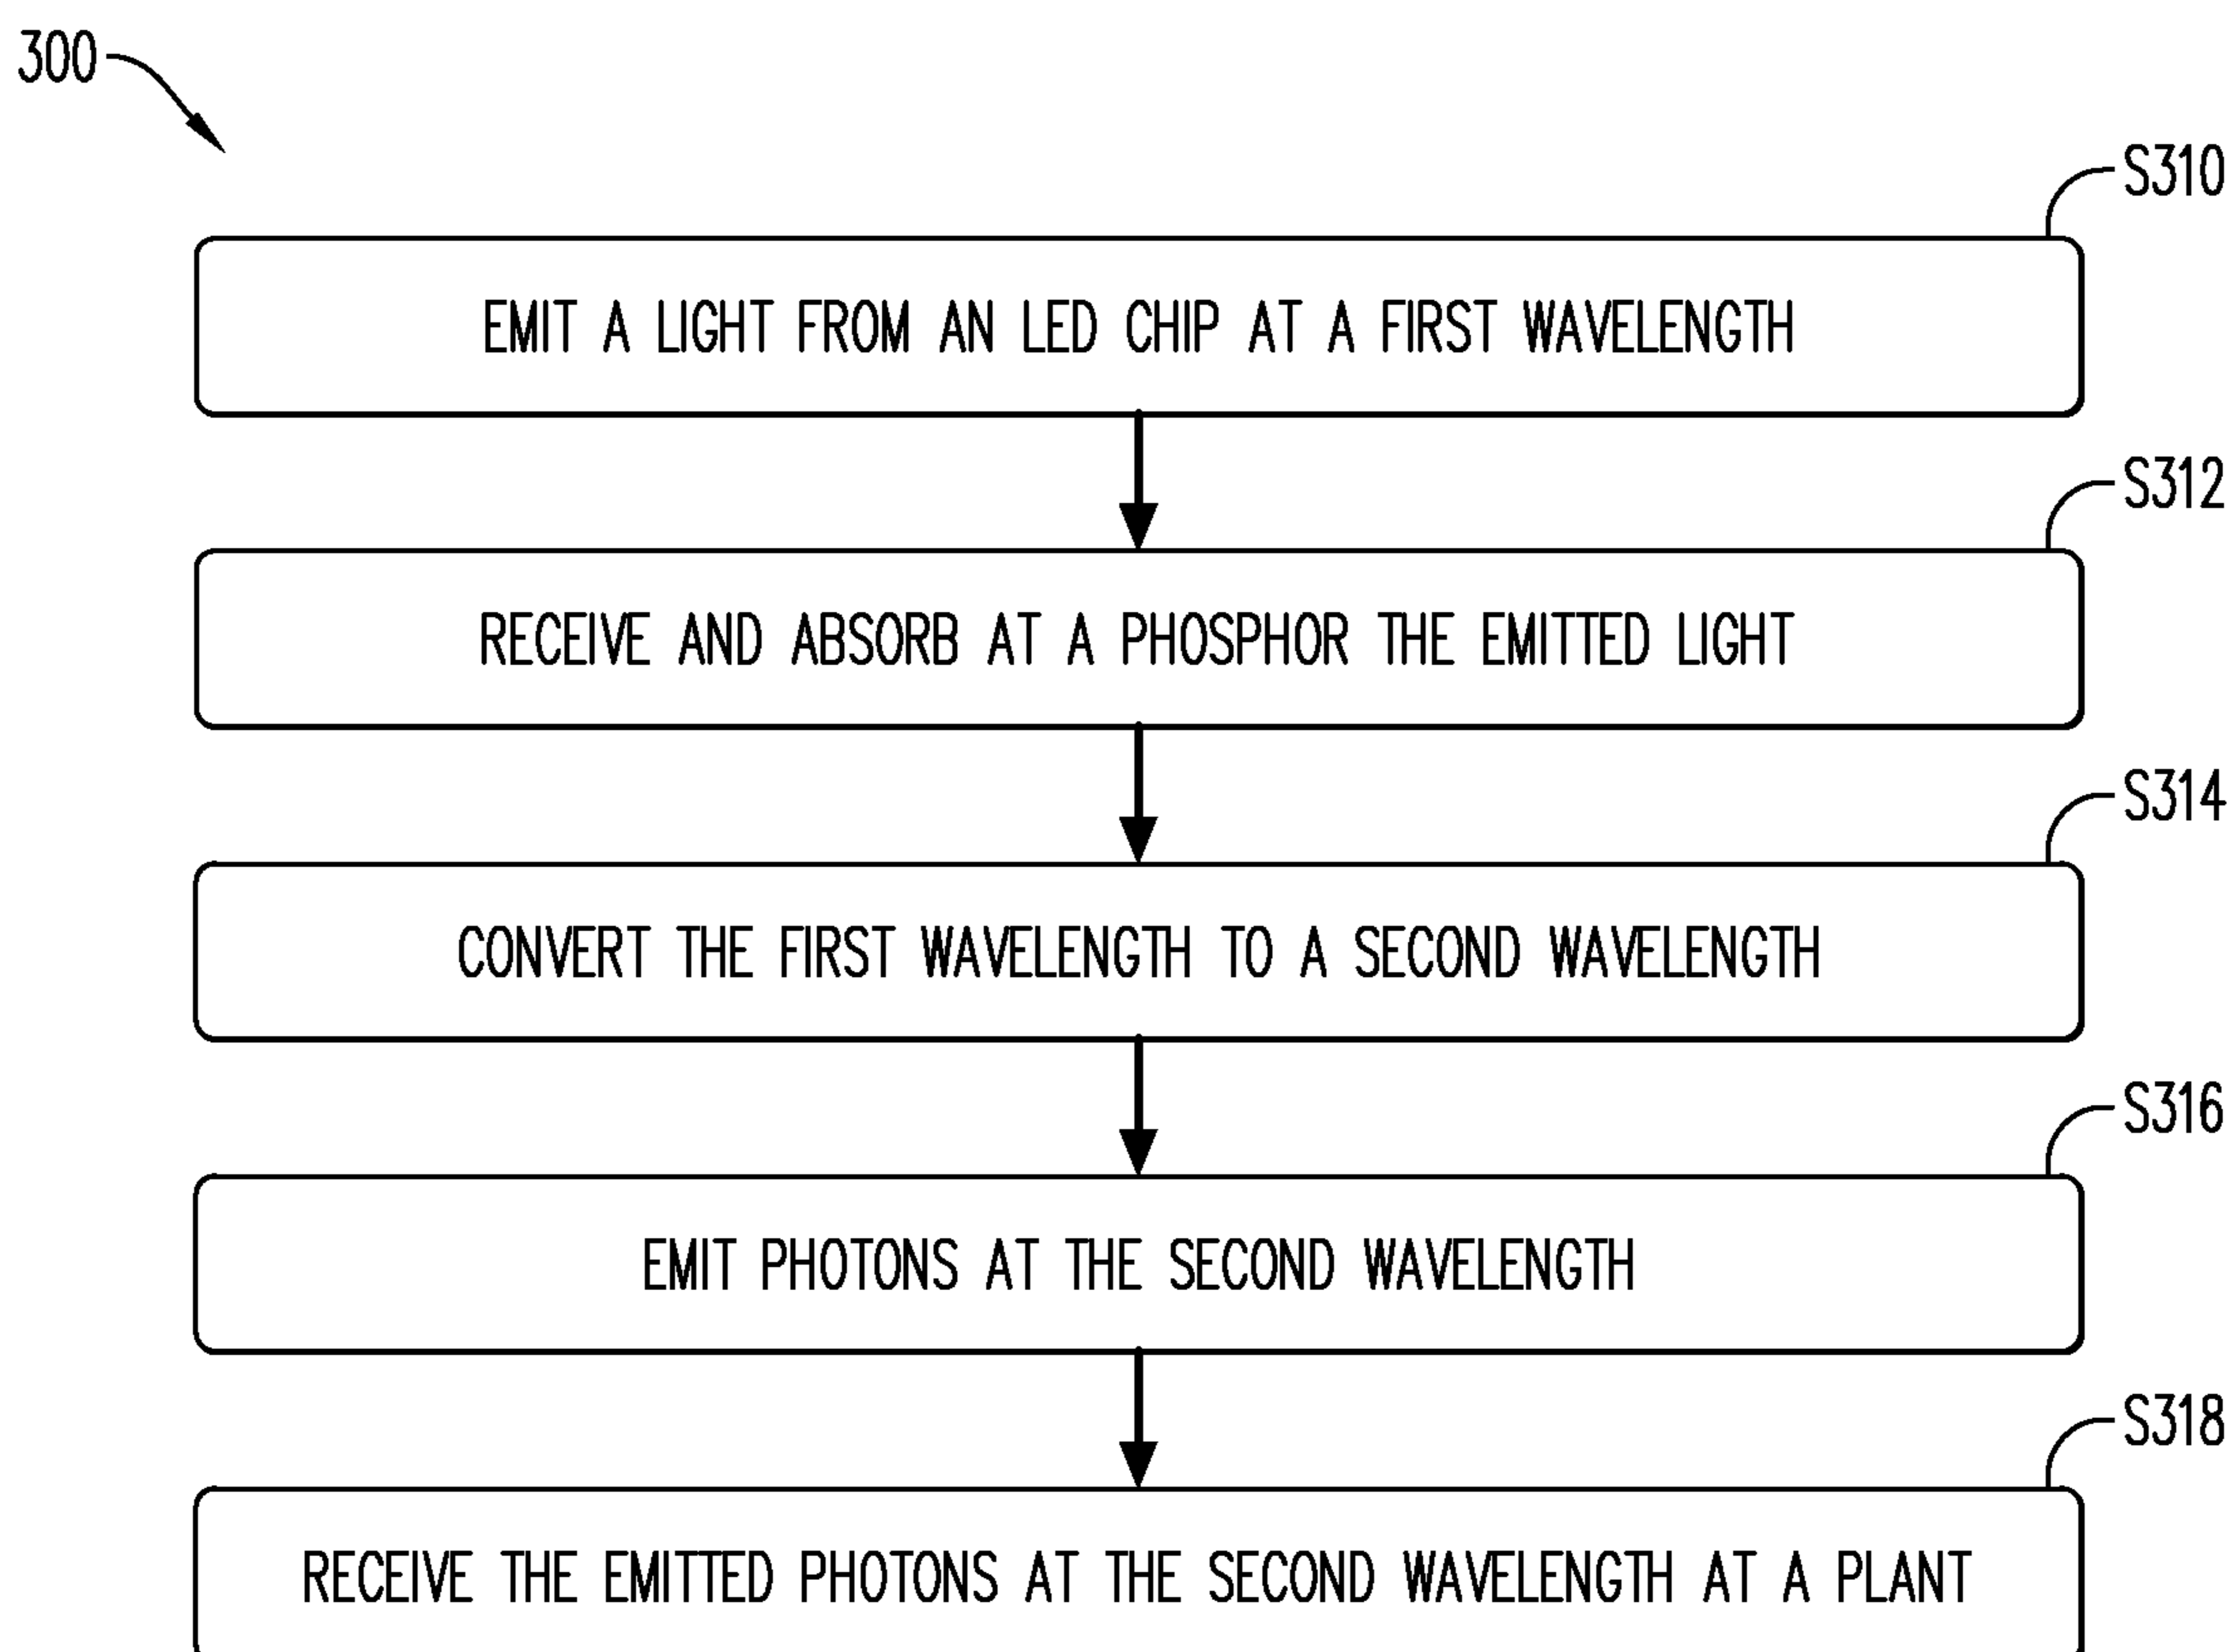 300
S310
EMIT A LIGHT FROM AN LED CHIP AT A FIRST WAVELENGTH
S312
RECEIVE AND ABSORB AT A PHOSPHOR THE EMITTED LIGHT
S314
CONVERT THE FIRST WAVELENGTH TO A SECOND WAVELENGTH
S316
EMIT PHOTONS AT THE SECOND WAVELENGTH
S318
RECEIVE THE EMITTED PHOTONS AT THE SECOND WAVELENGTH AT A PLANT